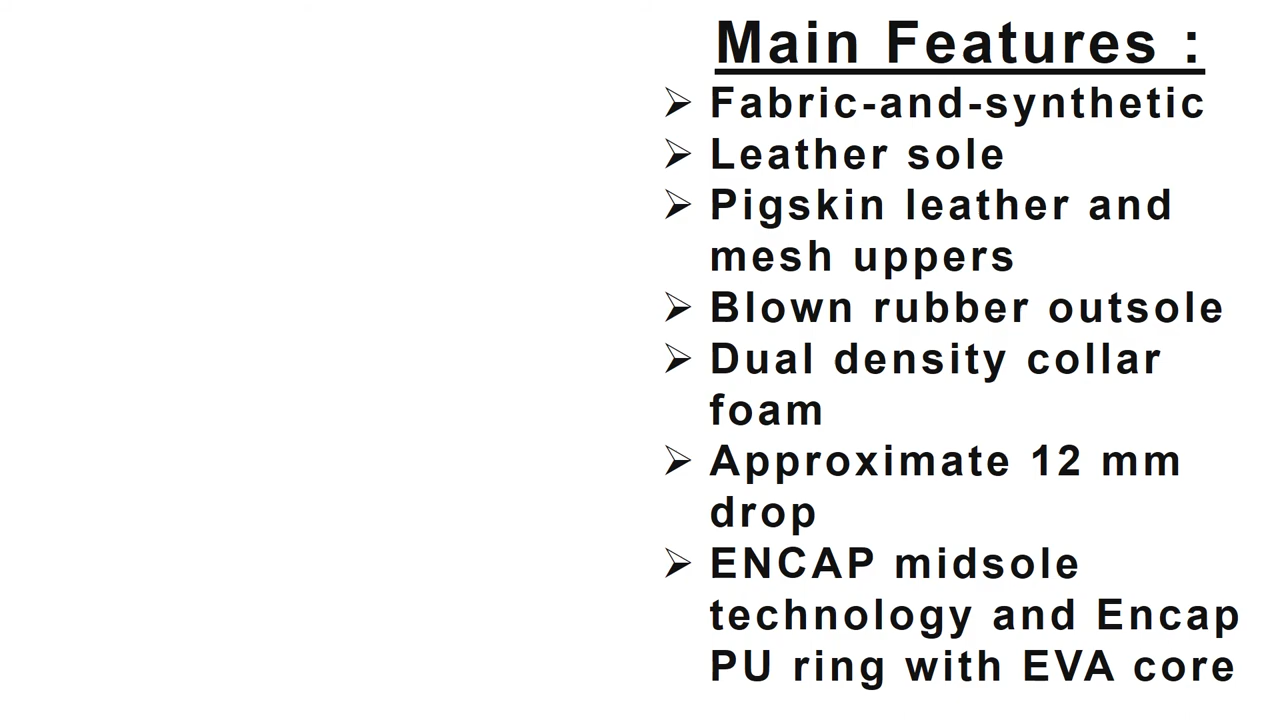 Main Features :
➢ Fabric-and-synthetic
➢ Leather sole
➢ Pigskin leather and
mesh uppers
➢ Blown rubber outsole
➢ Dual density collar
foam
➢ Approximate 12 mm
drop
➢ ENCAP midsole
technology and Encap
PU ring with EVA core